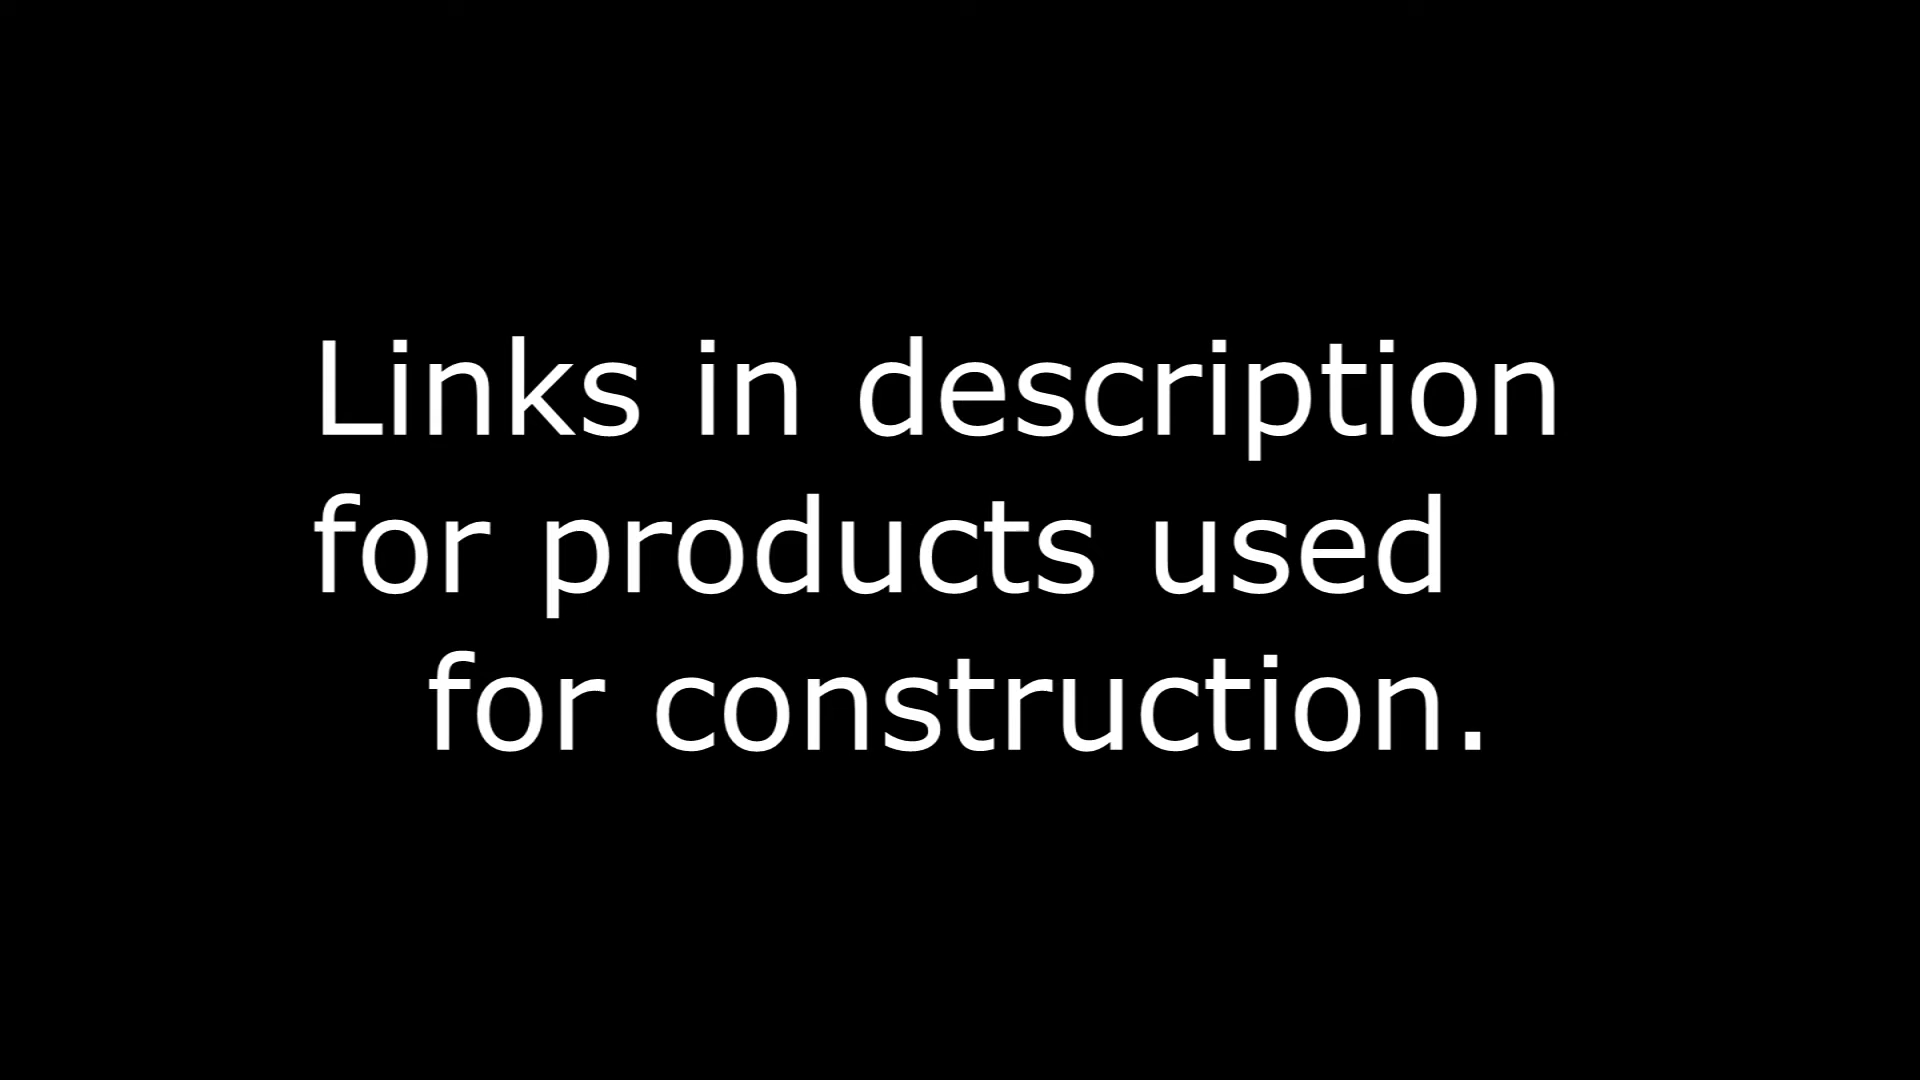 Links in description
for products used
for construction.